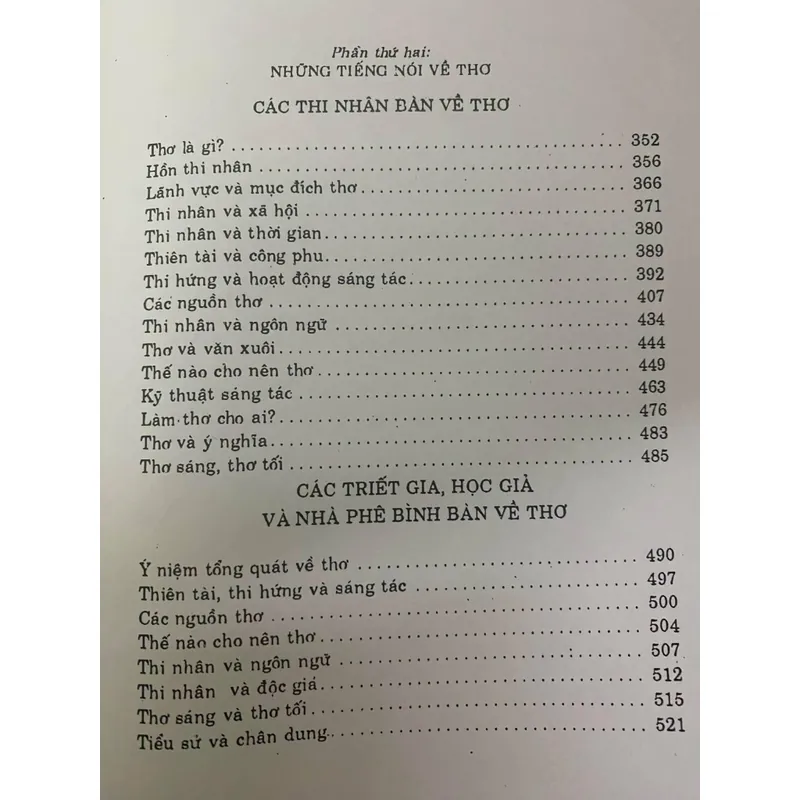 Phần thứ hai:
NHỮNG TIẾNG NÓI VỀ THƠ
CÁC THI NHÂN BÀN VỀ THƠ
Thơ là gì? 352
Hồn thi nhân 356
Lãnh vực và mục đích thơ 366
Thi nhân và xã hội 371
Thi nhân và thời gian 380
Thiên tài và công phu 389
Thi hứng và hoạt động sáng tác 392
Các nguồn thơ 407
Thi nhân và ngôn ngữ 434
Thơ và văn xuôi 444
Thế nào cho nên thơ 449
Kỹ thuật sáng tác 463
Làm thơ cho ai? 476
Thơ và ý nghĩa 483
Thơ sáng, thơ tối 485
CÁC TRIẾT GIA, HỌC GIẢ
VÀ NHÀ PHÊ BÌNH BÀN VỀ THƠ
Ý niệm tổng quát về thơ 490
Thiên tài, thi hứng và sáng tác 497
Các nguồn thơ 500
Thế nào cho nên thơ 504
Thi nhân và ngôn ngữ 507
Thi nhân và độc giả 512
Thơ sáng và thơ tối 515
Tiểu sử và chân dung 521